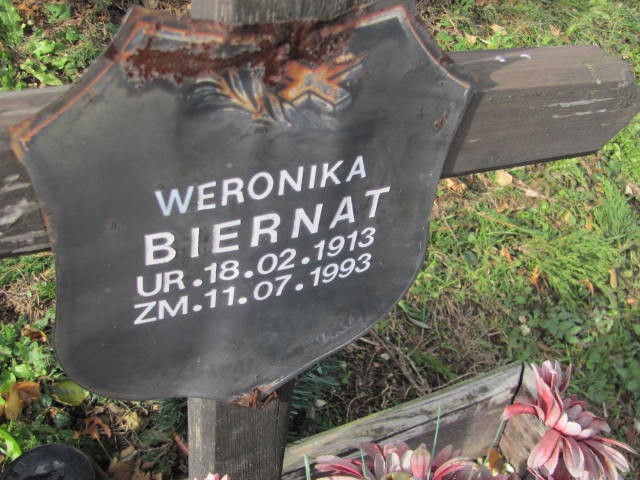 WERONIKA
BIERNAT
UR.18.02.1913
ZM.11.07.1993